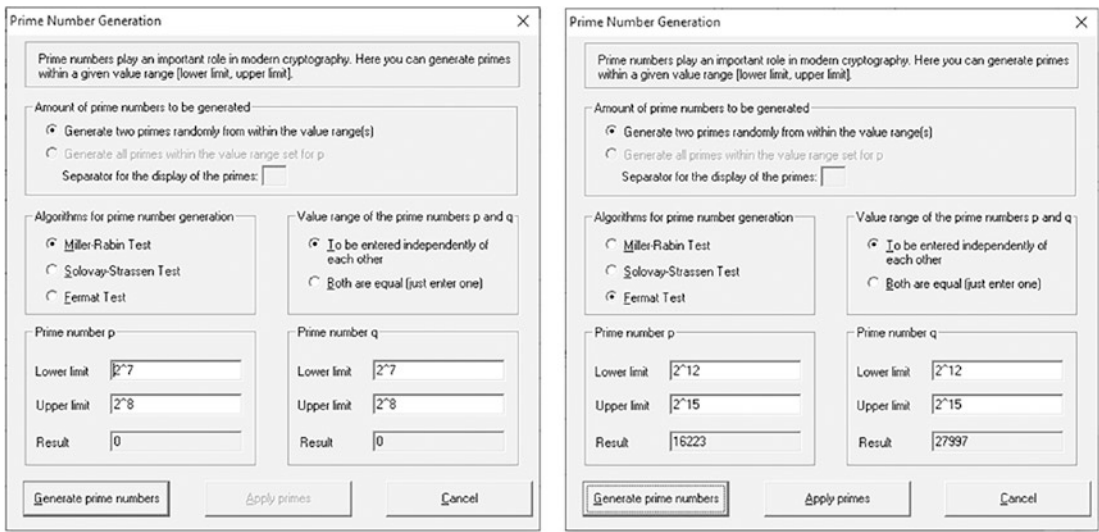 Prime Number Generation
Prime numbers play an important role in modern cryptography. Here you can generate primes
within a given value range [lower limit, upper limit].
Amount of prime numbers to be generated
Generate two primes randomly from within the value range(s)
Generate all primes within the value range set for p
Separator for the display of the primes:
Algorithms for prime number generation
Miller-Rabin Test
Solovay-Strassen Test
Fermat Test
Value range of the prime numbers p and q
To be entered independently of
each other
Both are equal (just enter one)
Prime number p
Lower limit 2^7
Upper limit 2^8
Result 0
Prime number q
Lower limit 2^7
Upper limit 2^8
Result 0
Generate prime numbers
Apply primes
Cancel
Prime Number Generation
Prime numbers play an important role in modern cryptography. Here you can generate primes
within a given value range [lower limit, upper limit].
Amount of prime numbers to be generated
Generate two primes randomly from within the value range(s)
Generate all primes within the value range set for p
Separator for the display of the primes:
Algorithms for prime number generation
Miller-Rabin Test
Solovay-Strassen Test
Fermat Test
Value range of the prime numbers p and q
To be entered independently of
each other
Both are equal (just enter one)
Prime number p
Lower limit 2^12
Upper limit 2^15
Result 16223
Prime number q
Lower limit 2^12
Upper limit 2^15
Result 27997
Generate prime numbers
Apply primes
Cancel